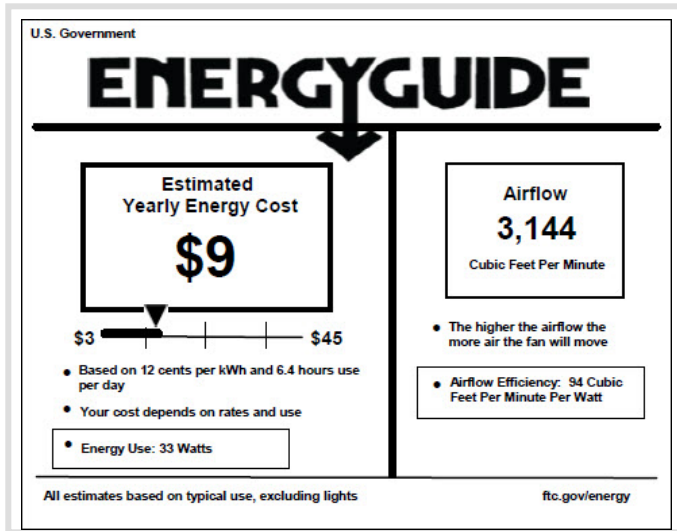 U.S. Government
ENERGYGUIDE
Estimated
Yearly Energy Cost
$9
$3
$45
• Based on 12 cents per kWh and 6.4 hours use
per day
• Your cost depends on rates and use
• Energy Use: 33 Watts
Airflow
3,144
Cubic Feet Per Minute
• The higher the airflow the
more air the fan will move
• Airflow Efficiency: 94 Cubic
Feet Per Minute Per Watt
All estimates based on typical use, excluding lights
ftc.gov/energy